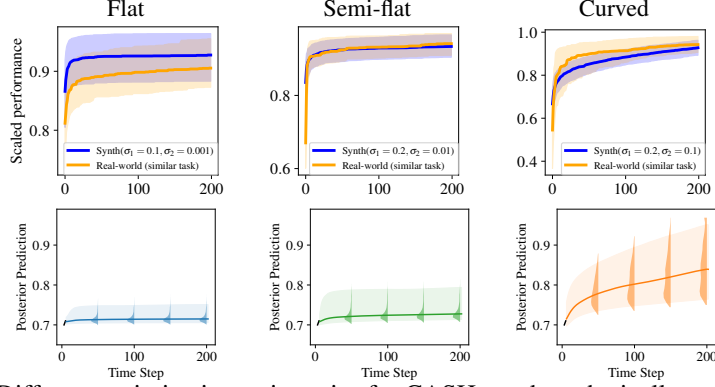 Flat Semi-flat Curved
Scaled performance
0.9
0.8
Synth(σ₁ = 0.1, σ₂ = 0.001)
Real-world (similar task)
0 100 200
0.8
0.6
Synth(σ₁ = 0.2, σ₂ = 0.01)
Real-world (similar task)
0 100 200
1.0
0.8
0.6
0.4
Synth(σ₁ = 0.2, σ₂ = 0.1)
Real-world (similar task)
0 100 200
Posterior Prediction
0.9
0.8
0.7
0 100 200
Time Step
Posterior Prediction
0.9
0.8
0.7
0 100 200
Time Step
Posterior Prediction
0.9
0.8
0.7
0 100 200
Time Step